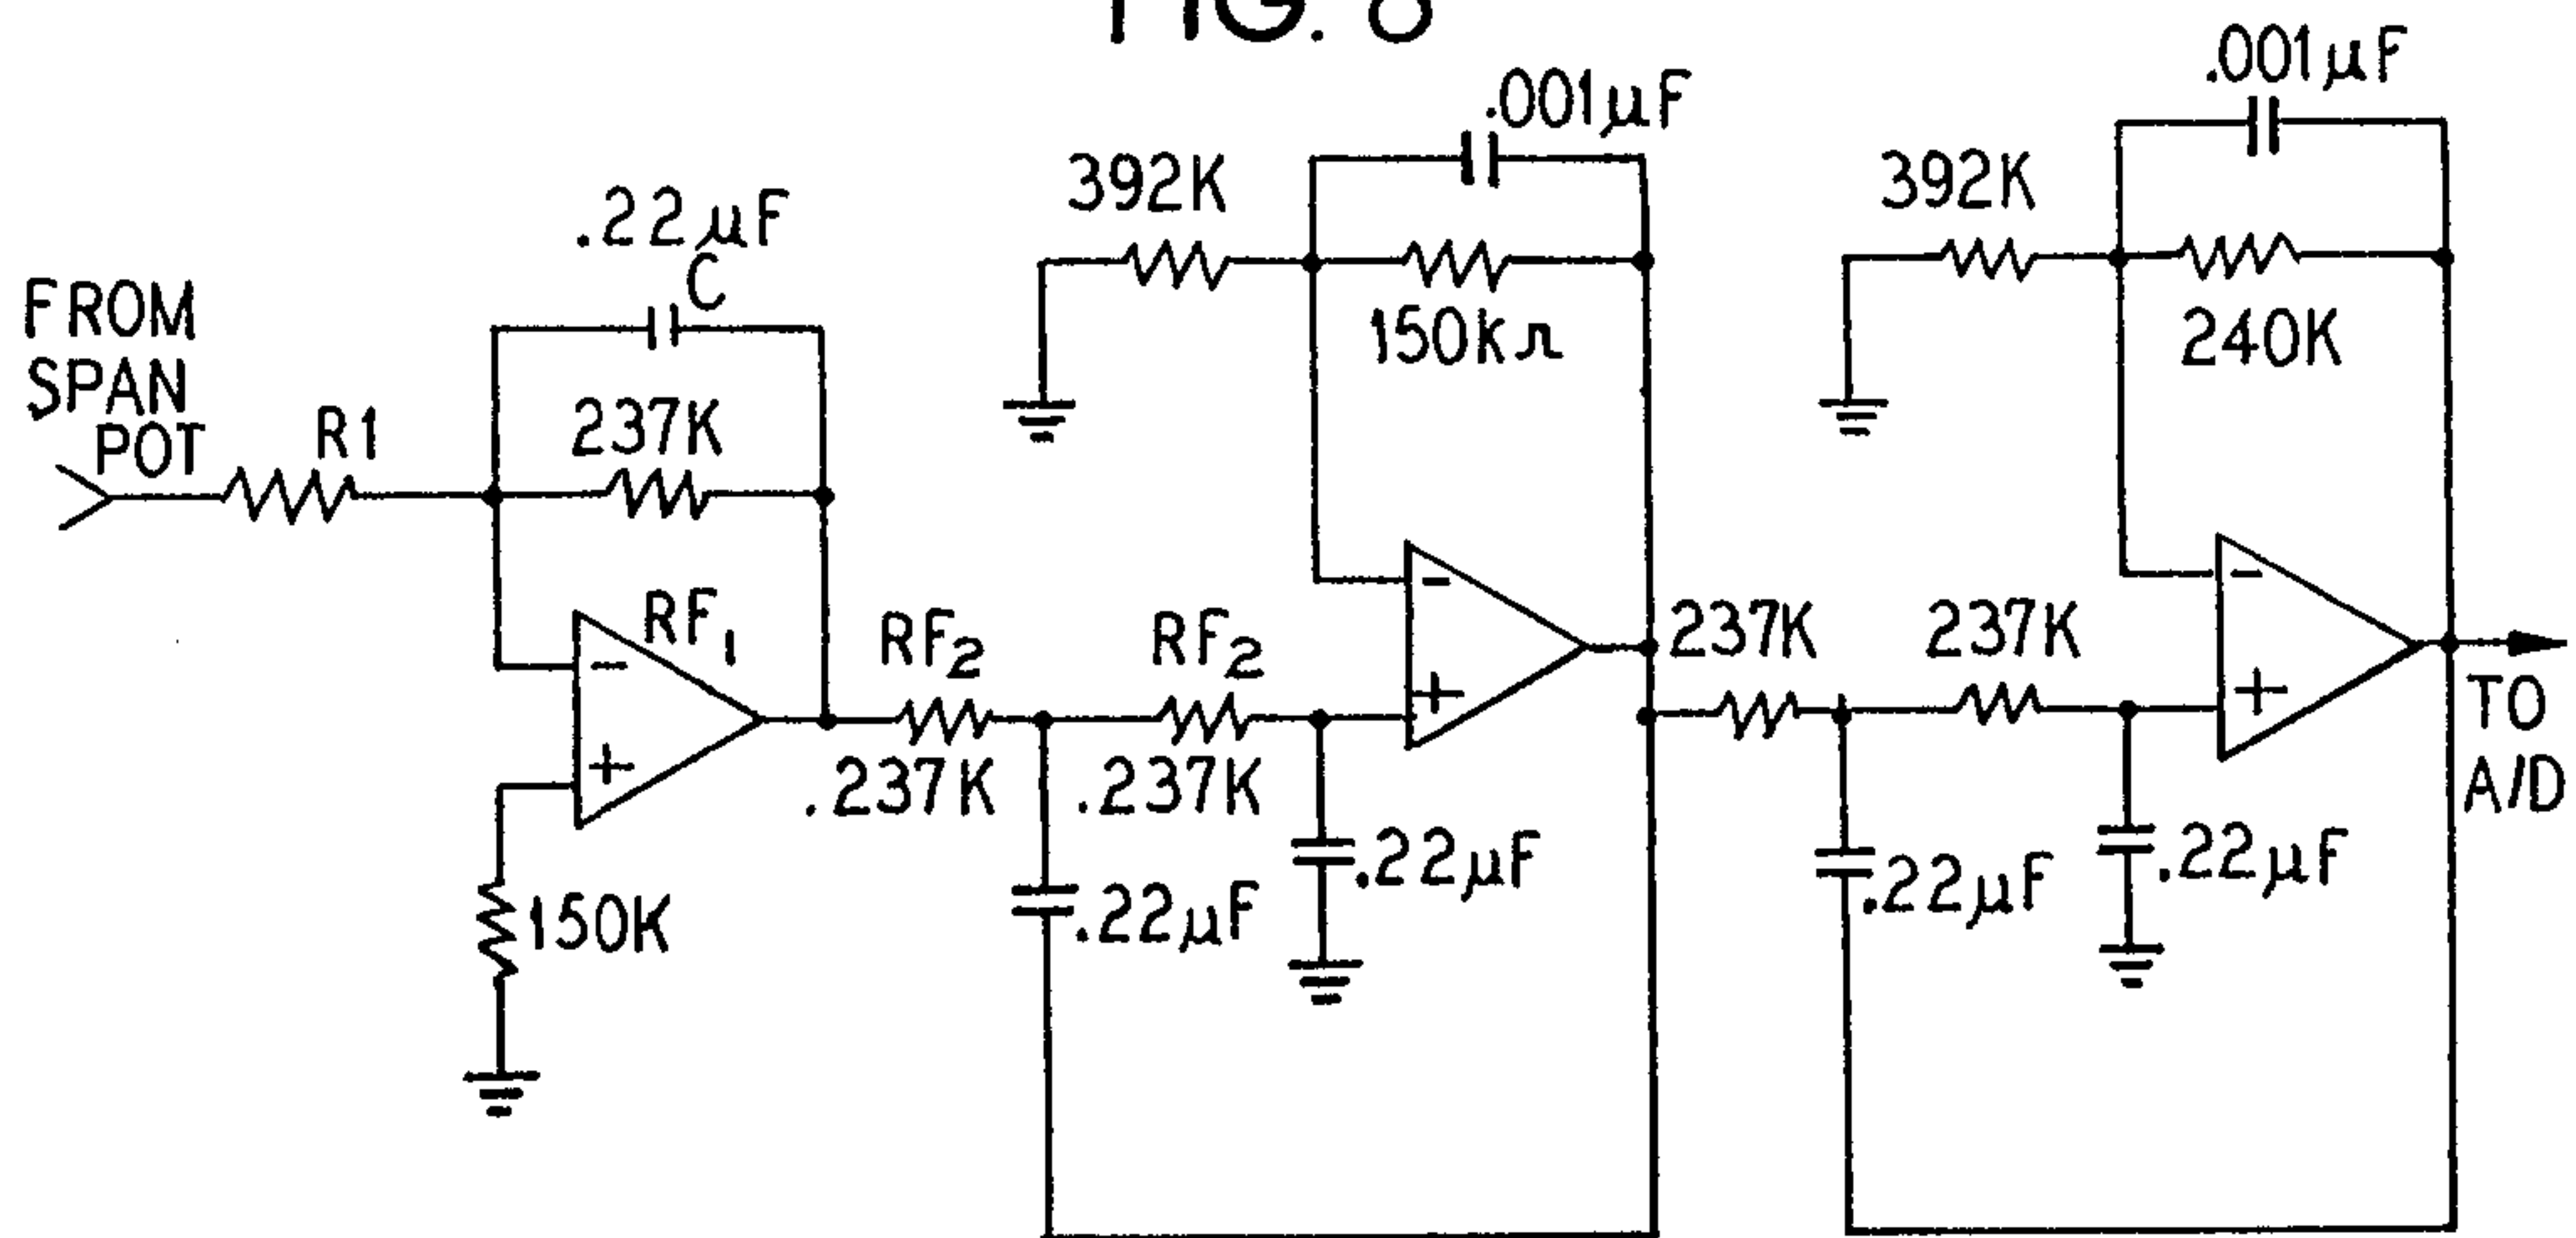 FIG. 8
.001µF
.001µF
392K
392K
.22µF
C
FROM
SPAN
POT
R1
237K
150kΩ
240K
-
-
RF1
RF2
RF2
237K
237K
-
+
+
TO
A/D
+
.237K
.237K
.22µF
.22µF
.22µF
.22µF
150K